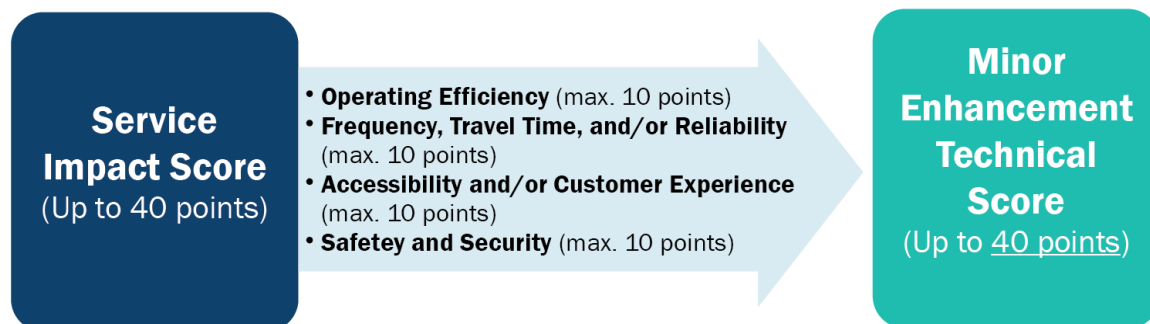 Service
Impact Score
(Up to 40 points)
• Operating Efficiency (max. 10 points)
• Frequency, Travel Time, and/or Reliability
(max. 10 points)
• Accessibility and/or Customer Experience
(max. 10 points)
• Safetey and Security (max. 10 points)
Minor
Enhancement
Technical
Score
(Up to 40 points)